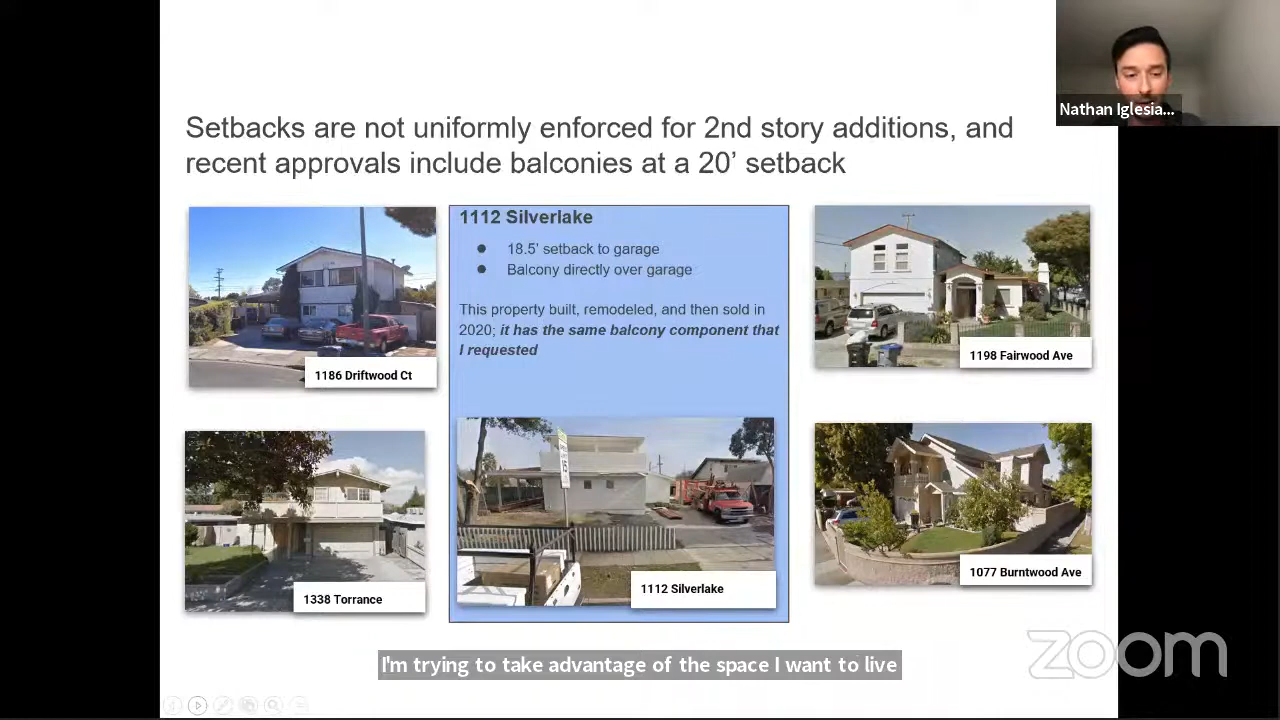 Nathan Iglesia...
Setbacks are not uniformly enforced for 2nd story additions, and
recent approvals include balconies at a 20’ setback
1186 Driftwood Ct
1338 Torrance
1112 Silverlake
● 18.5’ setback to garage
● Balcony directly over garage
This property built, remodeled, and then sold in
2020; it has the same balcony component that
I requested
1112 Silverlake
1198 Fairwood Ave
1077 Burntwood Ave
I'm trying to take advantage of the space I want to live
zoom